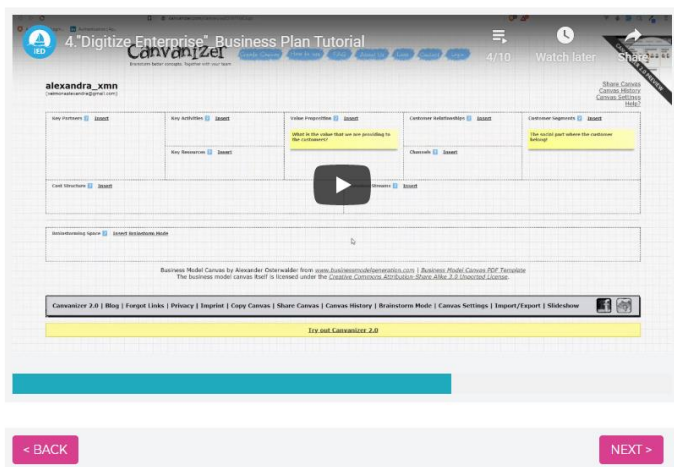 4."Digitize Enterprise"_Business Plan Tutorial
IED
4/10
Watch later
Share
Canvanizer
Brainstorm better concepts. Together with your team
alexandra_xmn
Share Canvas
Canvas History
Canvas Settings
Help?
Key Partners Insert
Key Activities Insert
Value Proposition Insert
Customer Relationships Insert
Customer Segments Insert
What is the value that we are providing to the customers?
The social part where the customer belong!
Key Resources Insert
Channels Insert
Cost Structure Insert
Streams Insert
Brainstorming Space Insert Brainstorm Mode
Business Model Canvas by Alexander Osterwalder from www.businessmodelgeneration.com | Business Model Canvas PDF Template
The business model canvas itself is licensed under the Creative Commons Attribution-Share Alike 3.0 Unported License.
Canvanizer 2.0 | Blog | Forgot Links | Privacy | Imprint | Copy Canvas | Share Canvas | Canvas History | Brainstorm Mode | Canvas Settings | Import/Export | Slideshow
Try out Canvanizer 2.0
< BACK
NEXT >